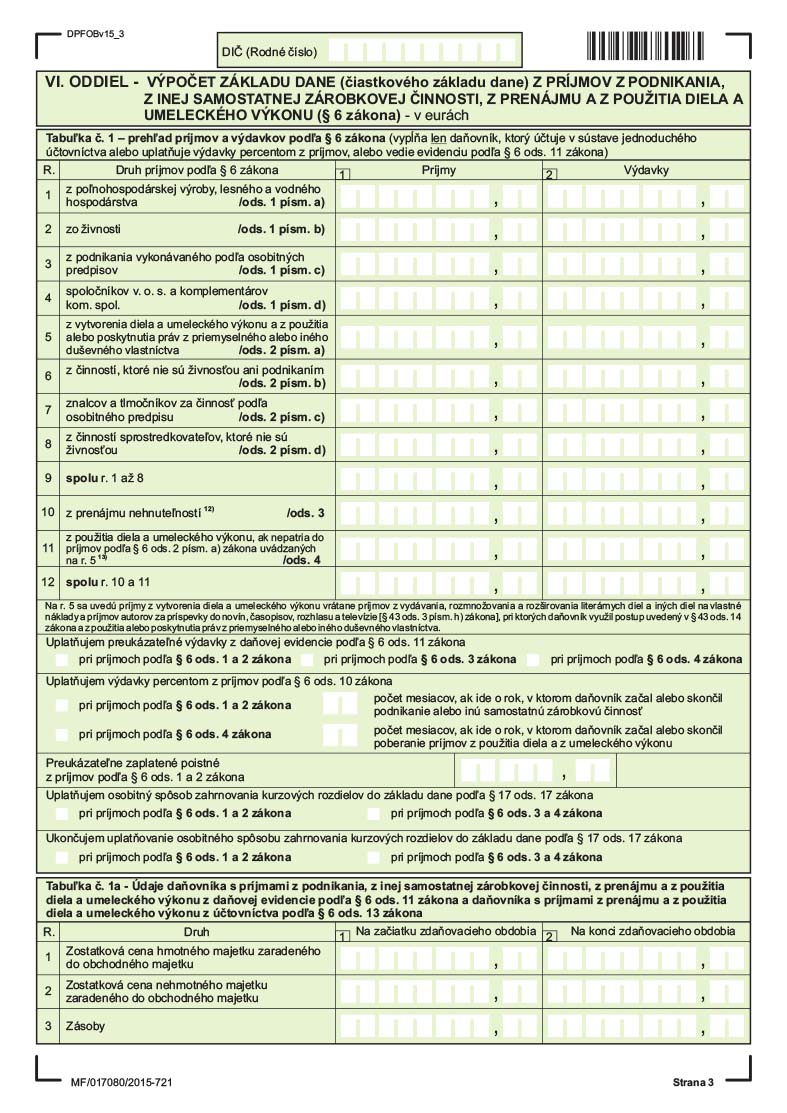 DPFOBv15_3
DIČ (Rodné číslo)
VI. ODDIEL - VÝPOČET ZÁKLADU DANE (čiastkového základu dane) Z PRÍJMOV Z PODNIKANIA,
Z INEJ SAMOSTATNEJ ZÁROBKOVEJ ČINNOSTI, Z PRENÁJMU A Z POUŽITIA DIELA A
UMELECKÉHO VÝKONU (§ 6 zákona) - v eurách
Tabuľka č. 1 – prehľad príjmov a výdavkov podľa § 6 zákona (vypĺňa len daňovník, ktorý účtuje v sústave jednoduchého
účtovníctva alebo uplatňuje výdavky percentom z príjmov, alebo vedie evidenciu podľa § 6 ods. 11 zákona)
R. Druh príjmov podľa § 6 zákona 1 Príjmy 2 Výdavky
1 z poľnohospodárskej výroby, lesného a vodného
hospodárstva /ods. 1 písm. a) , ,
2 zo živnosti /ods. 1 písm. b) , ,
3 z podnikania vykonávaného podľa osobitných
predpisov /ods. 1 písm. c) , ,
4 spoločníkov v. o. s. a komplementárov
kom. spol. /ods. 1 písm. d) , ,
5 z vytvorenia diela a umeleckého výkonu a z použitia
alebo poskytnutia práv z priemyselného alebo iného
duševného vlastníctva /ods. 2 písm. a) , ,
6 z činností, ktoré nie sú živnosťou ani podnikaním
/ods. 2 písm. b) , ,
7 znalcov a tlmočníkov za činnosť podľa
osobitného predpisu /ods. 2 písm. c) , ,
8 z činností sprostredkovateľov, ktoré nie sú
živnosťou /ods. 2 písm. d) , ,
9 spolu r. 1 až 8 , ,
10 z prenájmu nehnuteľností 12) /ods. 3 , ,
11 z použitia diela a umeleckého výkonu, ak nepatria do
príjmov podľa § 6 ods. 2 písm. a) zákona uvádzaných
na r. 5 13) /ods. 4 , ,
12 spolu r. 10 a 11 , ,
Na r. 5 sa uvedú príjmy z vytvorenia diela a umeleckého výkonu vrátane príjmov z vydávania, rozmnožovania a rozširovania literárnych diel a iných diel na vlastné
náklady a príjmov autorov za príspevky do novín, časopisov, rozhlasu a televízie [§ 43 ods. 3 písm. h) zákona], pri ktorých daňovník využil postup uvedený v § 43 ods. 14
zákona a z použitia alebo poskytnutia práv z priemyselného alebo iného duševného vlastníctva.
Uplatňujem preukázateľné výdavky z daňovej evidencie podľa § 6 ods. 11 zákona
pri príjmoch podľa § 6 ods. 1 a 2 zákona pri príjmoch podľa § 6 ods. 3 zákona pri príjmoch podľa § 6 ods. 4 zákona
Uplatňujem výdavky percentom z príjmov podľa § 6 ods. 10 zákona
pri príjmoch podľa § 6 ods. 1 a 2 zákona počet mesiacov, ak ide o rok, v ktorom daňovník začal alebo skončil
podnikanie alebo inú samostatnú zárobkovú činnosť
pri príjmoch podľa § 6 ods. 4 zákona počet mesiacov, ak ide o rok, v ktorom daňovník začal alebo skončil
poberanie príjmov z použitia diela a z umeleckého výkonu
Preukázateľne zaplatené poistné
z príjmov podľa § 6 ods. 1 a 2 zákona ,
Uplatňujem osobitný spôsob zahrnovania kurzových rozdielov do základu dane podľa § 17 ods. 17 zákona
pri príjmoch podľa § 6 ods. 1 a 2 zákona pri príjmoch podľa § 6 ods. 3 a 4 zákona
Ukončujem uplatňovanie osobitného spôsobu zahrnovania kurzových rozdielov do základu dane podľa § 17 ods. 17 zákona
pri príjmoch podľa § 6 ods. 1 a 2 zákona pri príjmoch podľa § 6 ods. 3 a 4 zákona
Tabuľka č. 1a - Údaje daňovníka s príjmami z podnikania, z inej samostatnej zárobkovej činnosti, z prenájmu a z použitia
diela a umeleckého výkonu z daňovej evidencie podľa § 6 ods. 11 zákona a daňovníka s príjmami z prenájmu a z použitia
diela a umeleckého výkonu z účtovníctva podľa § 6 ods. 13 zákona
R. Druh 1 Na začiatku zdaňovacieho obdobia 2 Na konci zdaňovacieho obdobia
1 Zostatková cena hmotného majetku zaradeného
do obchodného majetku , ,
2 Zostatková cena nehmotného majetku
zaradeného do obchodného majetku , ,
3 Zásoby , ,
MF/017080/2015-721 Strana 3